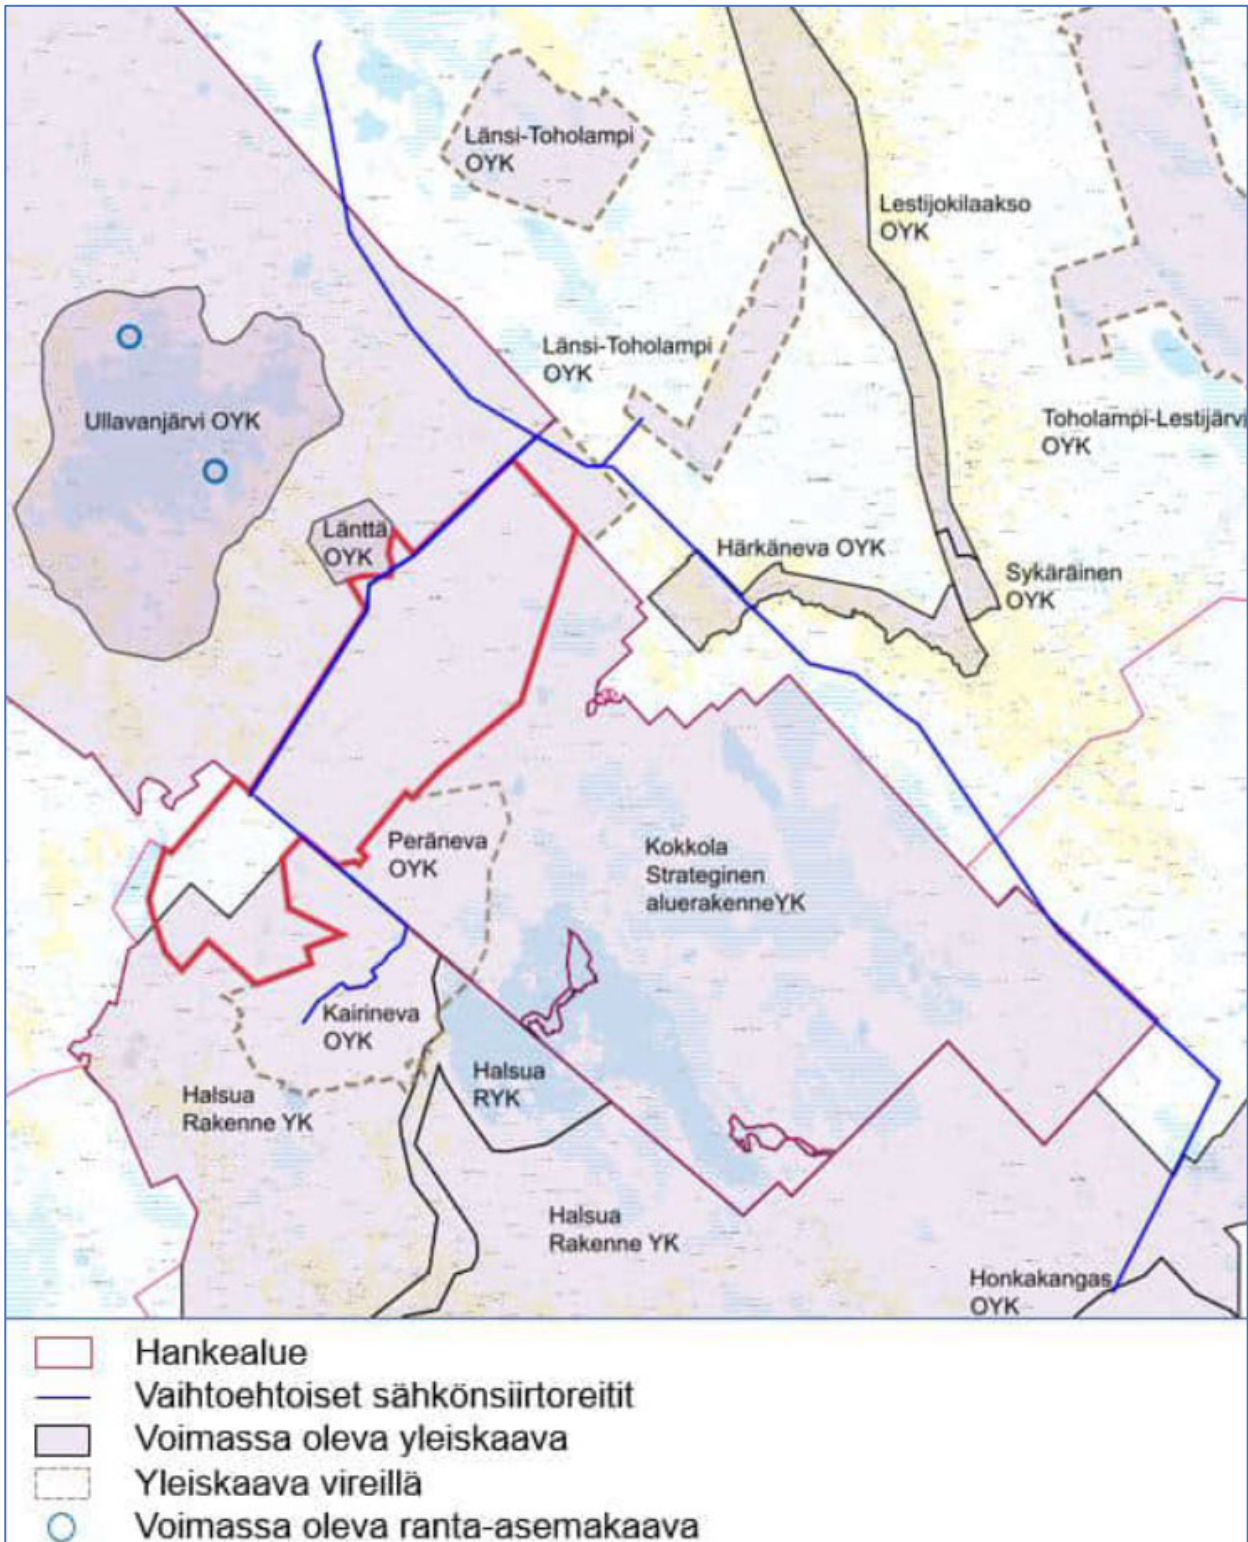 Länsi-Toholampi
OYK
Lestijokilaakso
OYK
Länsi-Toholampi
OYK
Ullavanjärvi OYK
Toholampi-Lestijärvi
OYK
Länttä
OYK
Härkäneva OYK
Sykäräinen
OYK
Peräneva
OYK
Kokkola
Strateginen
aluerakenneYK
Kairineva
OYK
Halsua
RYK
Halsua
Rakenne YK
Halsua
Rakenne YK
Honkakangas
OYK
Hankealue
Vaihtoehtoiset sähkönsiirtoreitit
Voimassa oleva yleiskaava
Yleiskaava vireillä
Voimassa oleva ranta-asemakaava